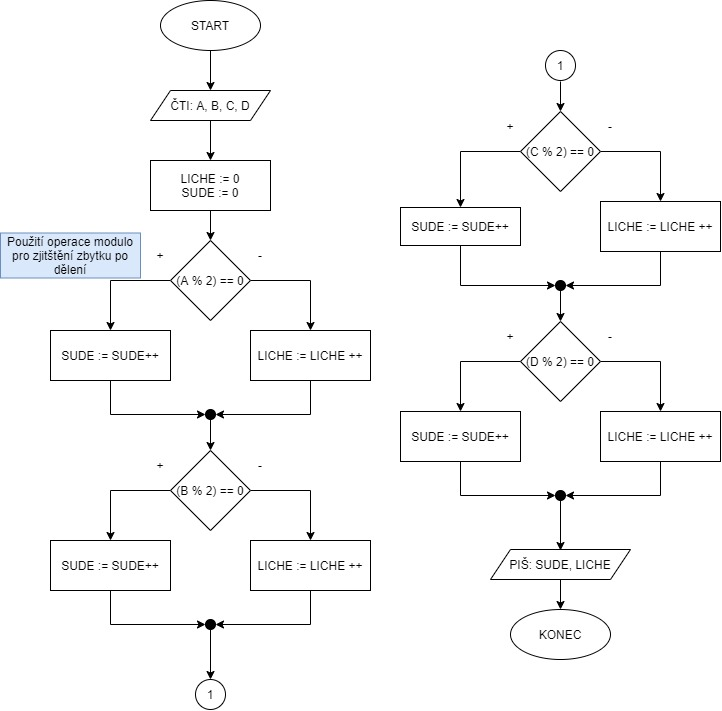 START
ČTI: A, B, C, D
LICHE := 0
SUDE := 0
Použití operace modulo
pro zjitštění zbytku po
dělení
+
-
(A % 2) == 0
SUDE := SUDE++
LICHE := LICHE ++
+
-
(B % 2) == 0
SUDE := SUDE++
LICHE := LICHE ++
1
1
+
-
(C % 2) == 0
SUDE := SUDE++
LICHE := LICHE ++
+
-
(D % 2) == 0
SUDE := SUDE++
LICHE := LICHE ++
PIŠ: SUDE, LICHE
KONEC